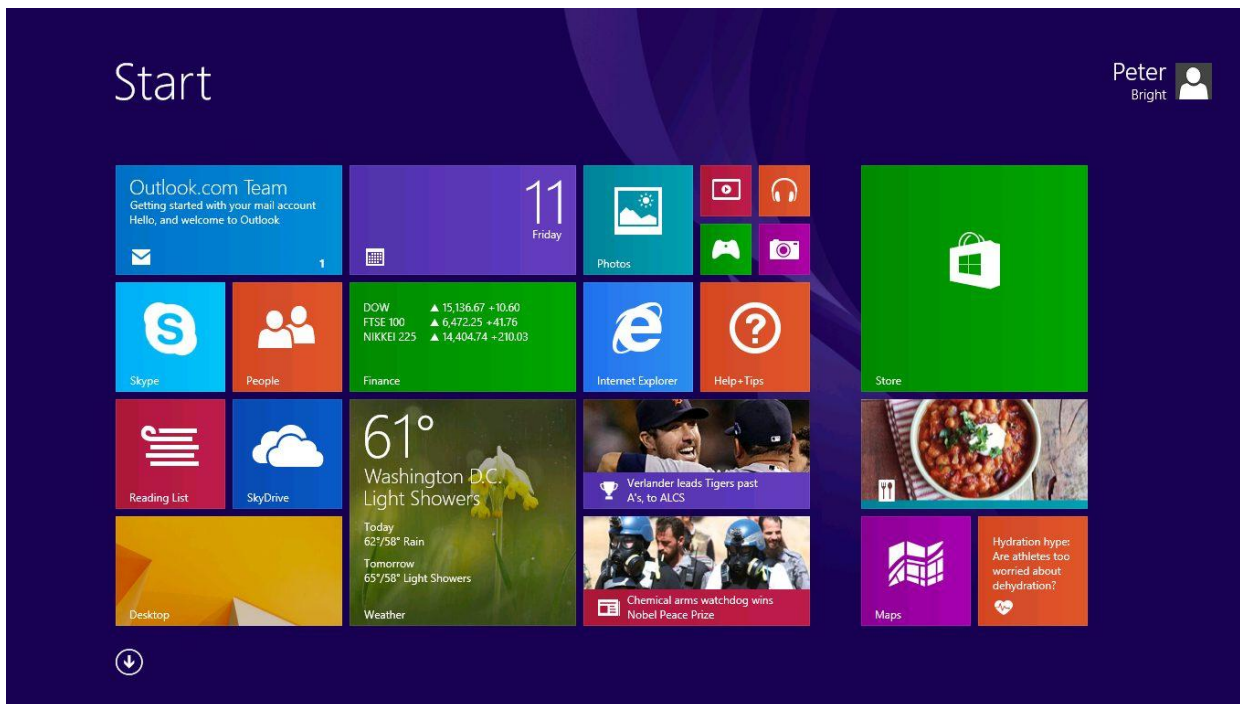 Start
Peter
Bright
Outlook.com Team
Getting started with your mail account
Hello, and welcome to Outlook
1
11
Friday
Photos
Skype
People
DOW ▲ 15,136.67 +10.60
FTSE 100 ▲ 6,472.25 +41.76
NIKKEI 225 ▲ 14,404.74 +210.03
Finance
Internet Explorer
Help+Tips
Store
Reading List
SkyDrive
61°
Washington D.C.
Light Showers
Today
62°/58° Rain
Tomorrow
65°/58° Light Showers
Weather
Verlander leads Tigers past
A's, to ALCS
Desktop
Chemical arms watchdog wins
Nobel Peace Prize
Maps
Hydration hype:
Are athletes too
worried about
dehydration?